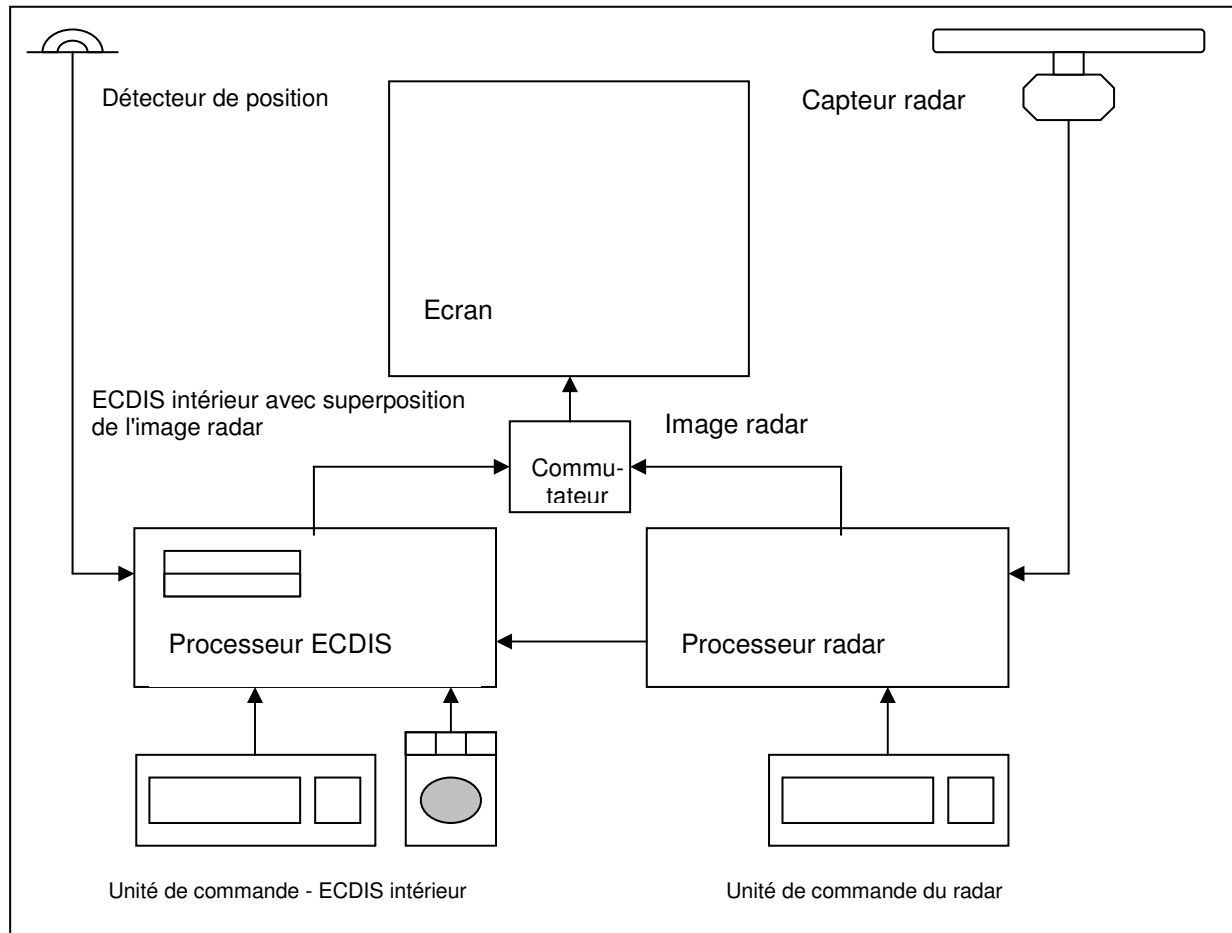 Détecteur de position
Capteur radar
Ecran
ECDIS intérieur avec superposition
de l'image radar
Image radar
Commu-
tateur
Processeur ECDIS
Processeur radar
Unité de commande - ECDIS intérieur
Unité de commande du radar